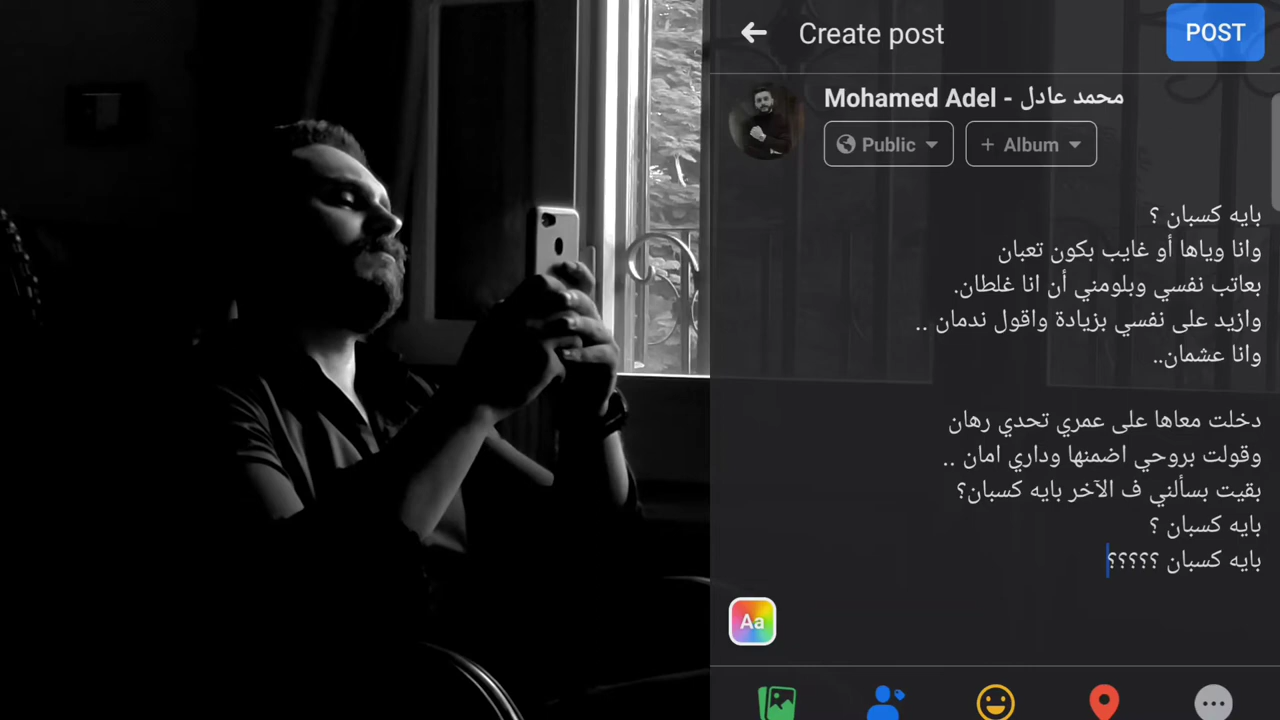 Create post
POST
Mohamed Adel - محمد عادل
Public
+ Album
بايه كسبان ؟
وانا وياها أو غايب بكون تعبان
بعاتب نفسي وبلومني أن انا غلطان.
وازيد على نفسي بزيادة واقول ندمان ..
وانا عشمان..
دخلت معاها على عمري تحدي رهان
وقولت بروحي اضمنها وداري امان ..
بقيت بسألني ف الآخر بايه كسبان؟
بايه كسبان ؟
بايه كسبان ؟؟؟؟؟
Aa